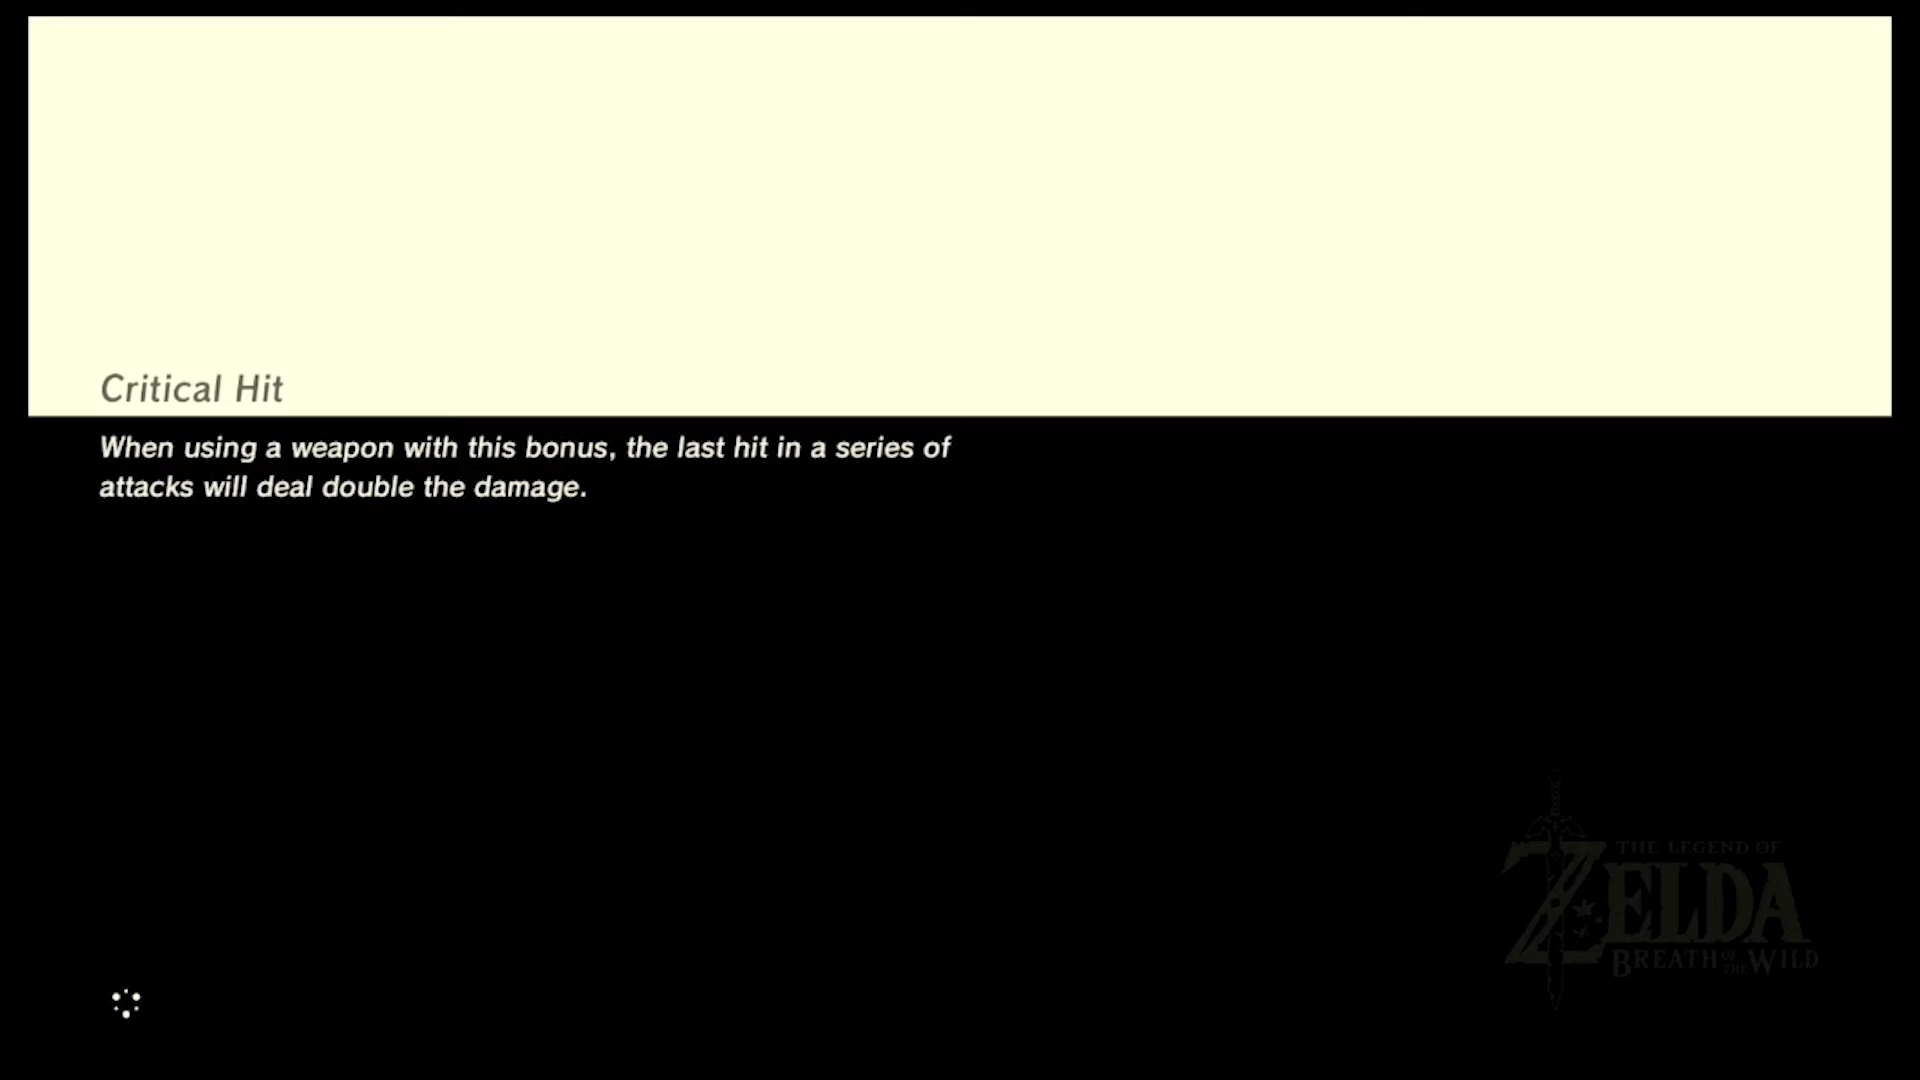 Critical Hit
When using a weapon with this bonus, the last hit in a series of
attacks will deal double the damage.
THE LEGEND OF
ZELDA
BREATH OF THE WILD